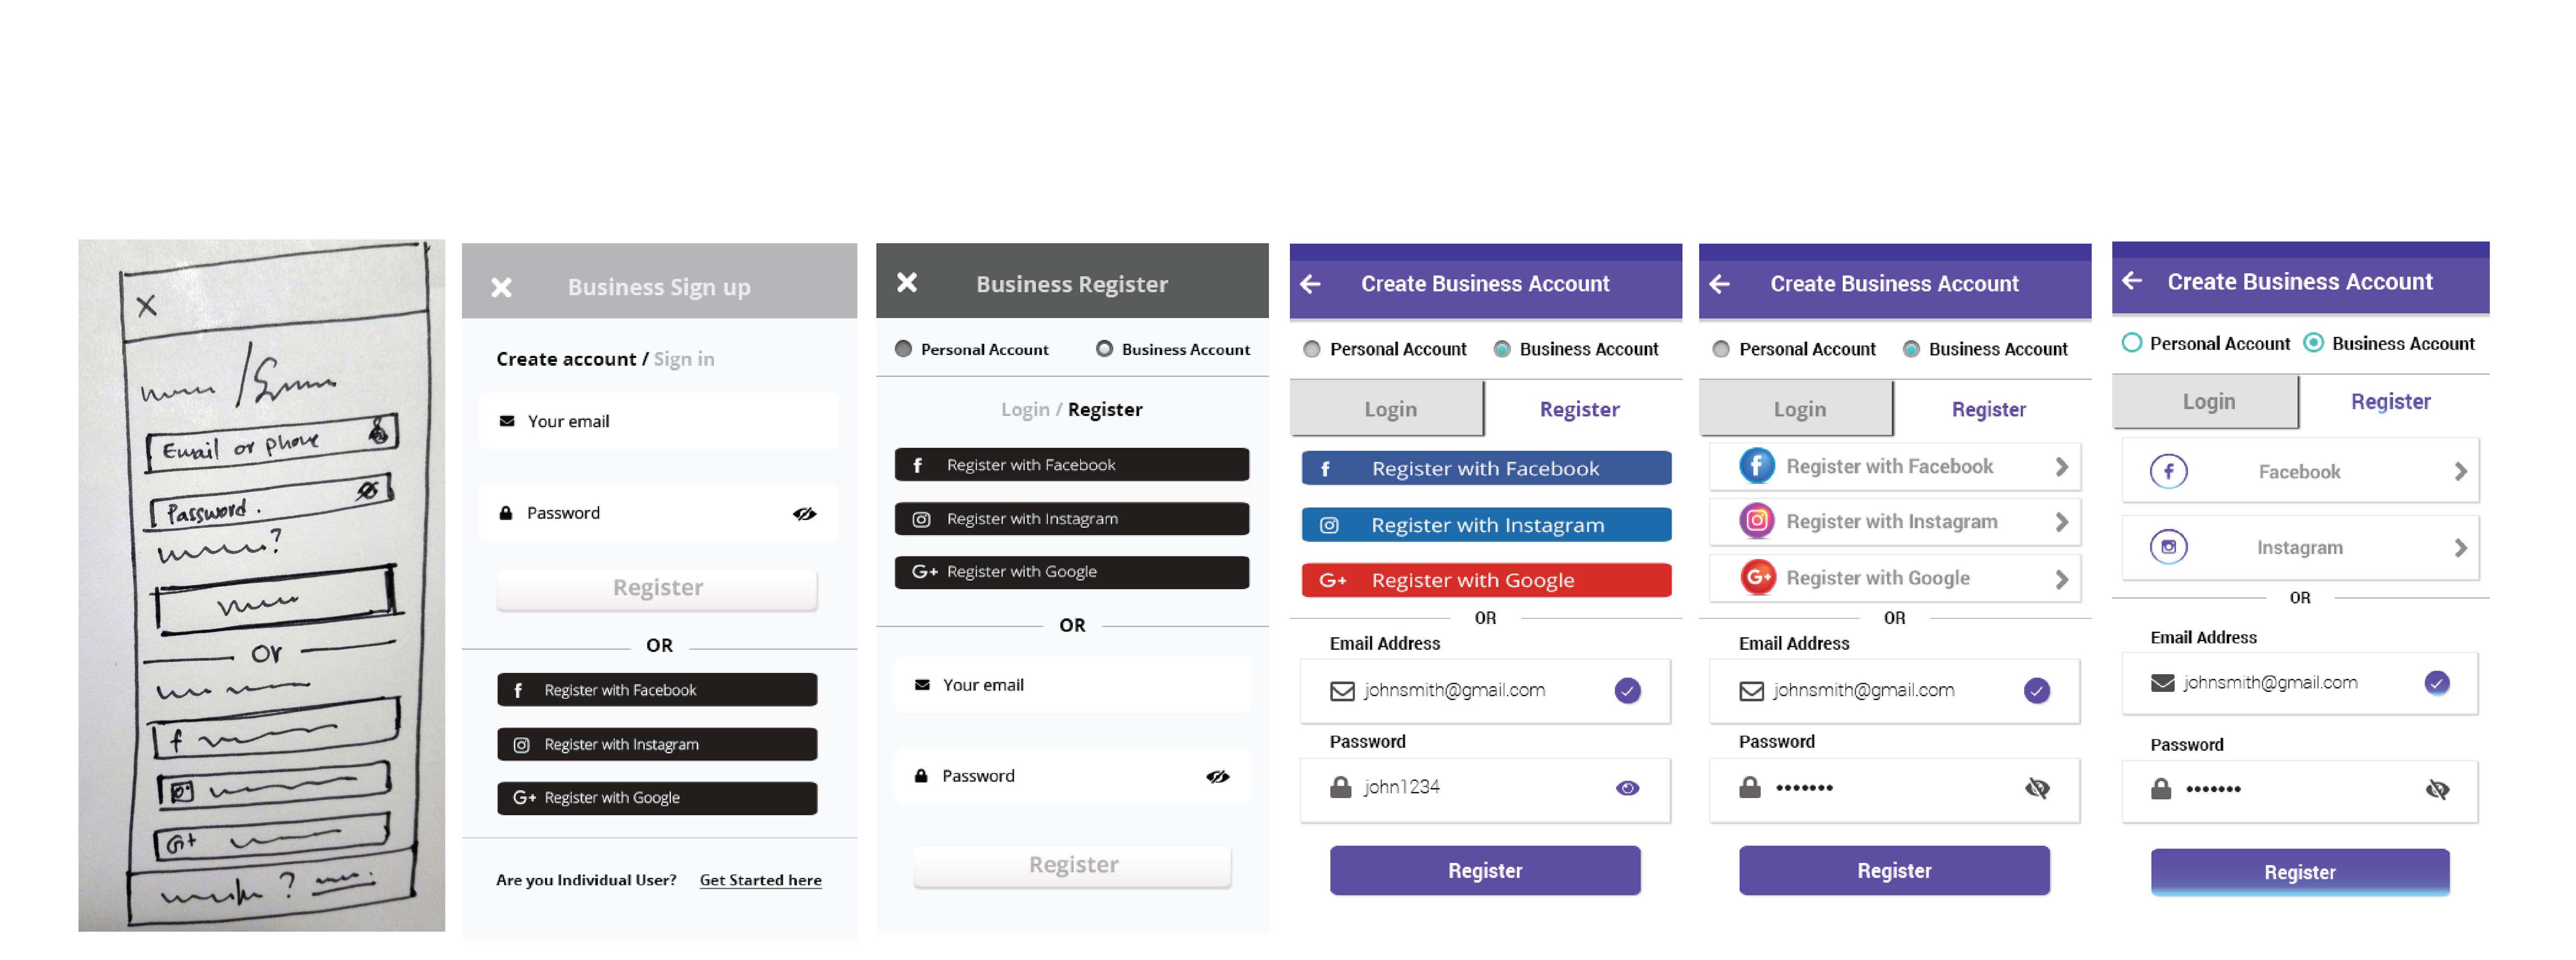 X
Email or phone
Password.
?
Or
f
G+
?
Business Sign up
Create account / Sign in
Your email
Password
Register
OR
f Register with Facebook
Register with Instagram
G+ Register with Google
Are you Individual User? Get Started here
Business Register
Personal Account Business Account
Login / Register
f Register with Facebook
Register with Instagram
G+ Register with Google
OR
Your email
Password
Register
Create Business Account
Personal Account Business Account
Login Register
f Register with Facebook
Register with Instagram
G+ Register with Google
OR
Email Address
johnsmith@gmail.com
Password
john1234
Register
Create Business Account
Personal Account Business Account
Login Register
f Register with Facebook
Register with Instagram
G+ Register with Google
OR
Email Address
johnsmith@gmail.com
Password
•••••••
Register
Create Business Account
Personal Account Business Account
Login Register
f Facebook
Instagram
OR
Email Address
johnsmith@gmail.com
Password
•••••••
Register